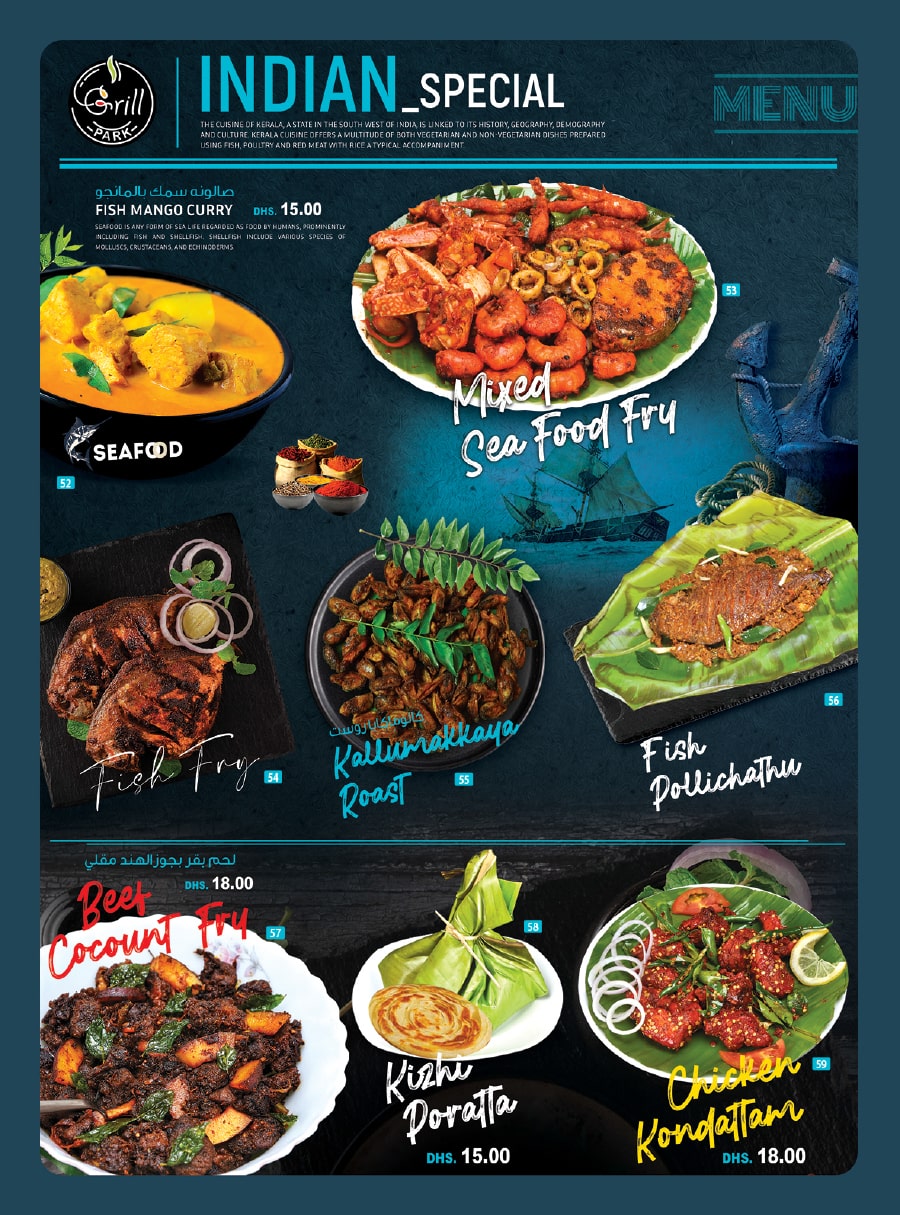 Grill
PARK
INDIAN_SPECIAL
MENU
THE CUISINE OF KERALA, A STATE IN THE SOUTH WEST OF INDIA, IS LINKED TO ITS HISTORY, GEOGRAPHY, DEMOGRAPHY
AND CULTURE. KERALA CUISINE OFFERS A MULTITUDE OF BOTH VEGETARIAN AND NON-VEGETARIAN DISHES PREPARED
USING FISH, POULTRY AND RED MEAT WITH RICE A TYPICAL ACCOMPANIMENT.
صالونه سمك بالمانجو
FISH MANGO CURRY DHS. 15.00
SEAFOOD IS ANY FORM OF SEA LIFE REGARDED AS FOOD BY HUMANS, PROMINENTLY
INCLUDING FISH AND SHELLFISH. SHELLFISH INCLUDE VARIOUS SPECIES OF
MOLLUSCS, CRUSTACEANS, AND ECHINODERMS
53
Mixed
Sea Food Fry
SEAFOOD
52
Fish Fry
54
كالوماكايا روست
Kallumakkaya
Roast
55
56
Fish
Pollichathu
لحم بقر بجوز الهند مقلي
DHS. 18.00
Beef
Cocount Fry
57
58
Kizhi
Poratta
DHS. 15.00
59
Chicken
Kondattam
DHS. 18.00